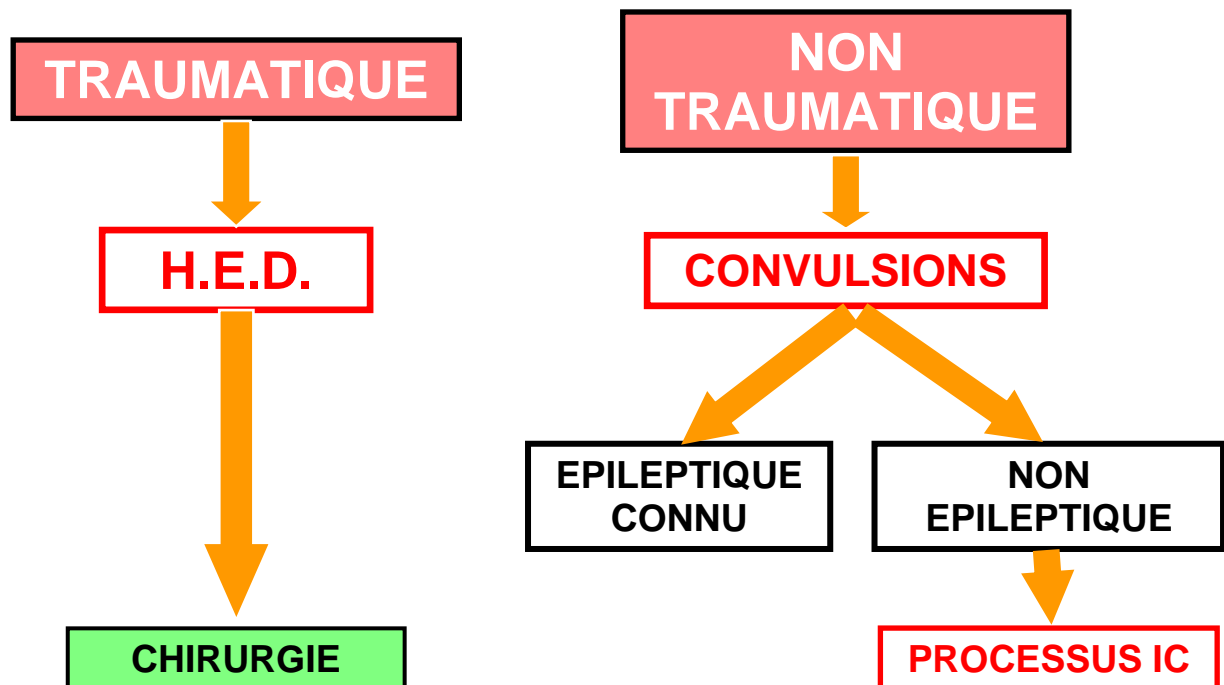 TRAUMATIQUE
NON
TRAUMATIQUE
H.E.D.
CONVULSIONS
EPILEPTIQUE
CONNU
NON
EPILEPTIQUE
CHIRURGIE
PROCESSUS IC